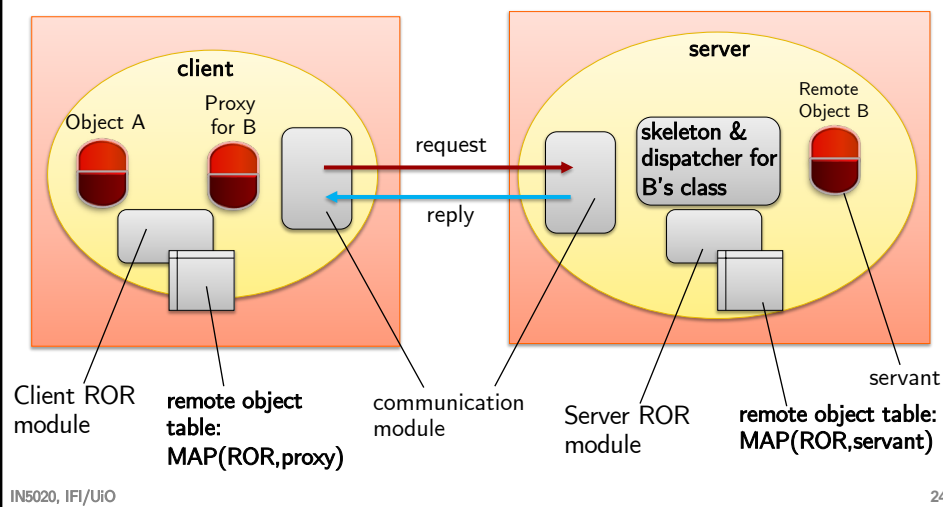 client
server
Object A
Proxy
for B
request
reply
skeleton &
dispatcher for
B's class
Remote
Object B
Client ROR
module
remote object
table:
MAP(ROR,proxy)
communication
module
Server ROR
module
servant
remote object table:
MAP(ROR,servant)
IN5020, IFI/UiO
24